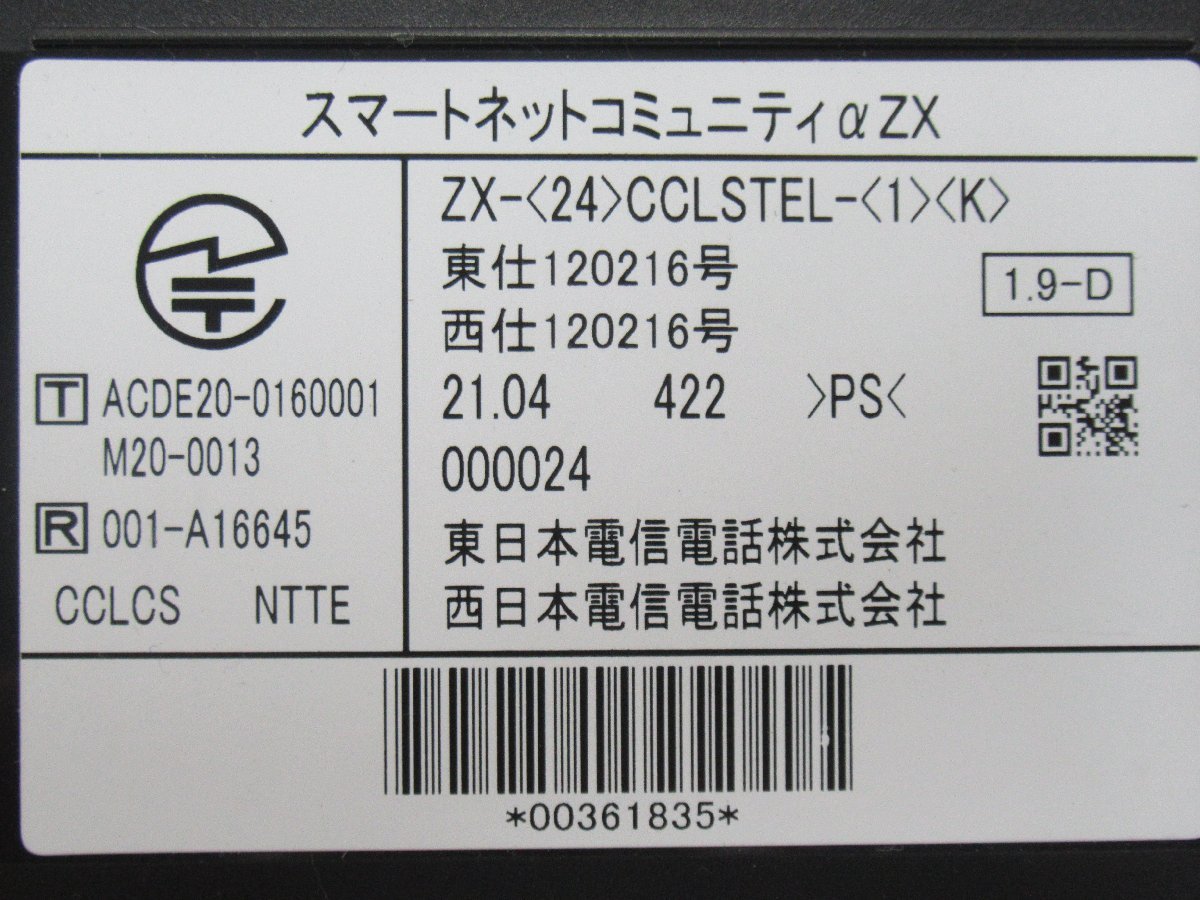 スマートネットコミュニティαZX
T ACDE20-0160001
M20-0013
R 001-A16645
CCLCS NTTE
ZX-<24>CCLSTEL-<1><K>
東仕120216号
西仕120216号
1.9-D
21.04 422 >PS<
000024
東日本電信電話株式会社
西日本電信電話株式会社
*00361835*